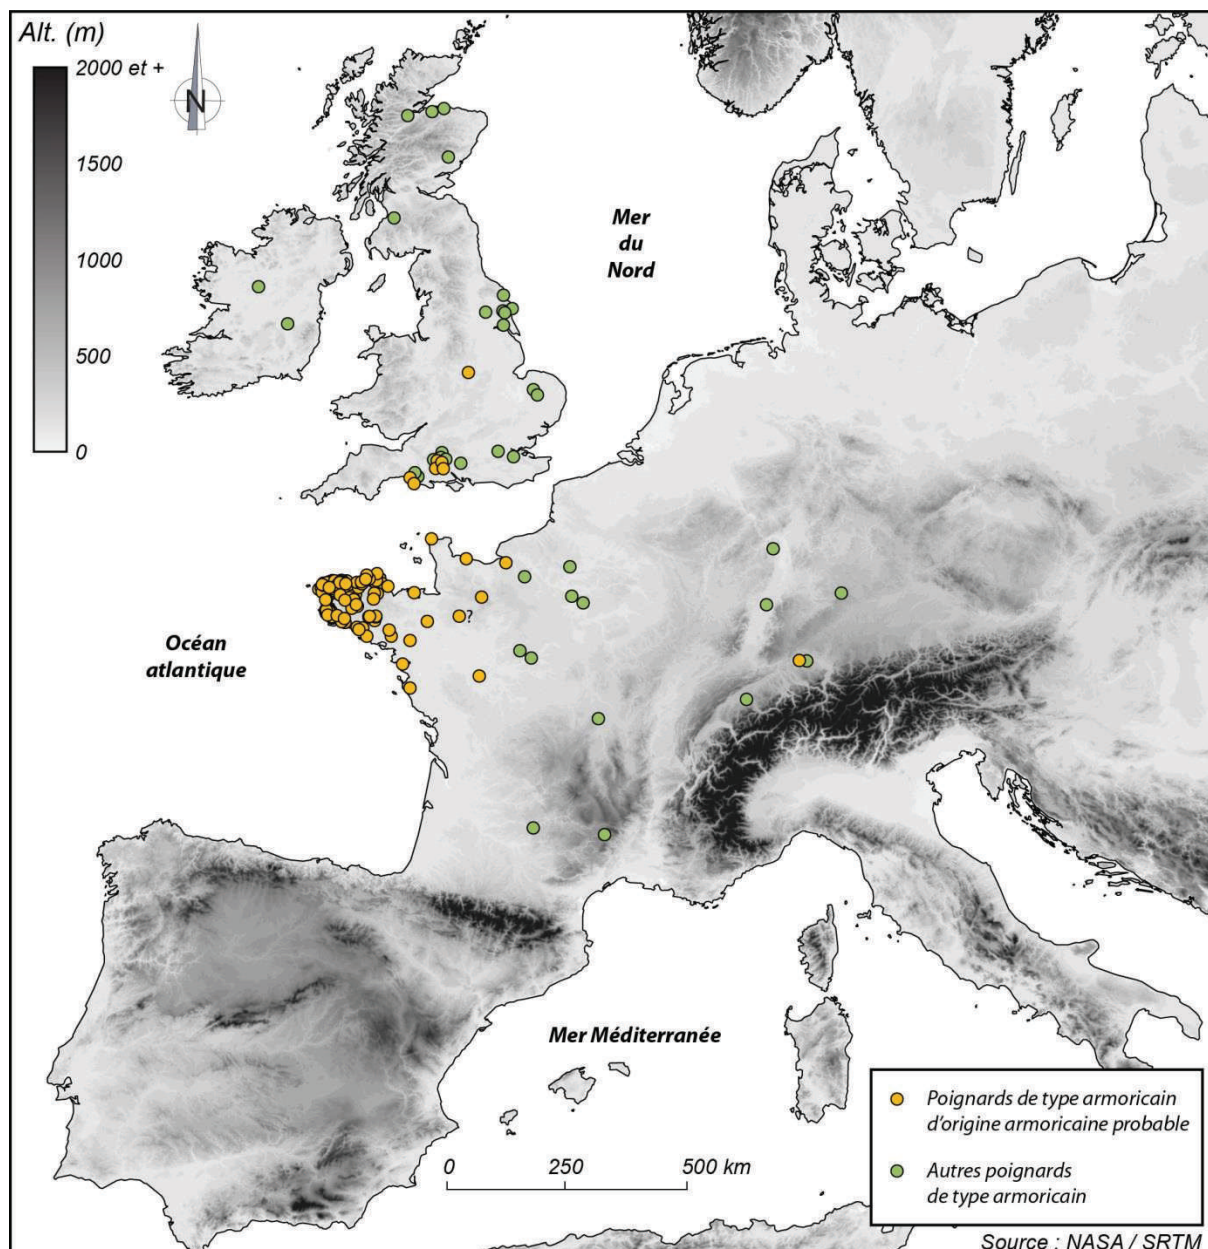 Alt. (m)
2000 et +
1500
1000
500
0
N
Mer
du
Nord
Océan
atlantique
?
Mer Méditerranée
0 250 500 km
Poignards de type armoricain
d'origine armoricaine probable
Autres poignards
de type armoricain
Source : NASA / SRTM